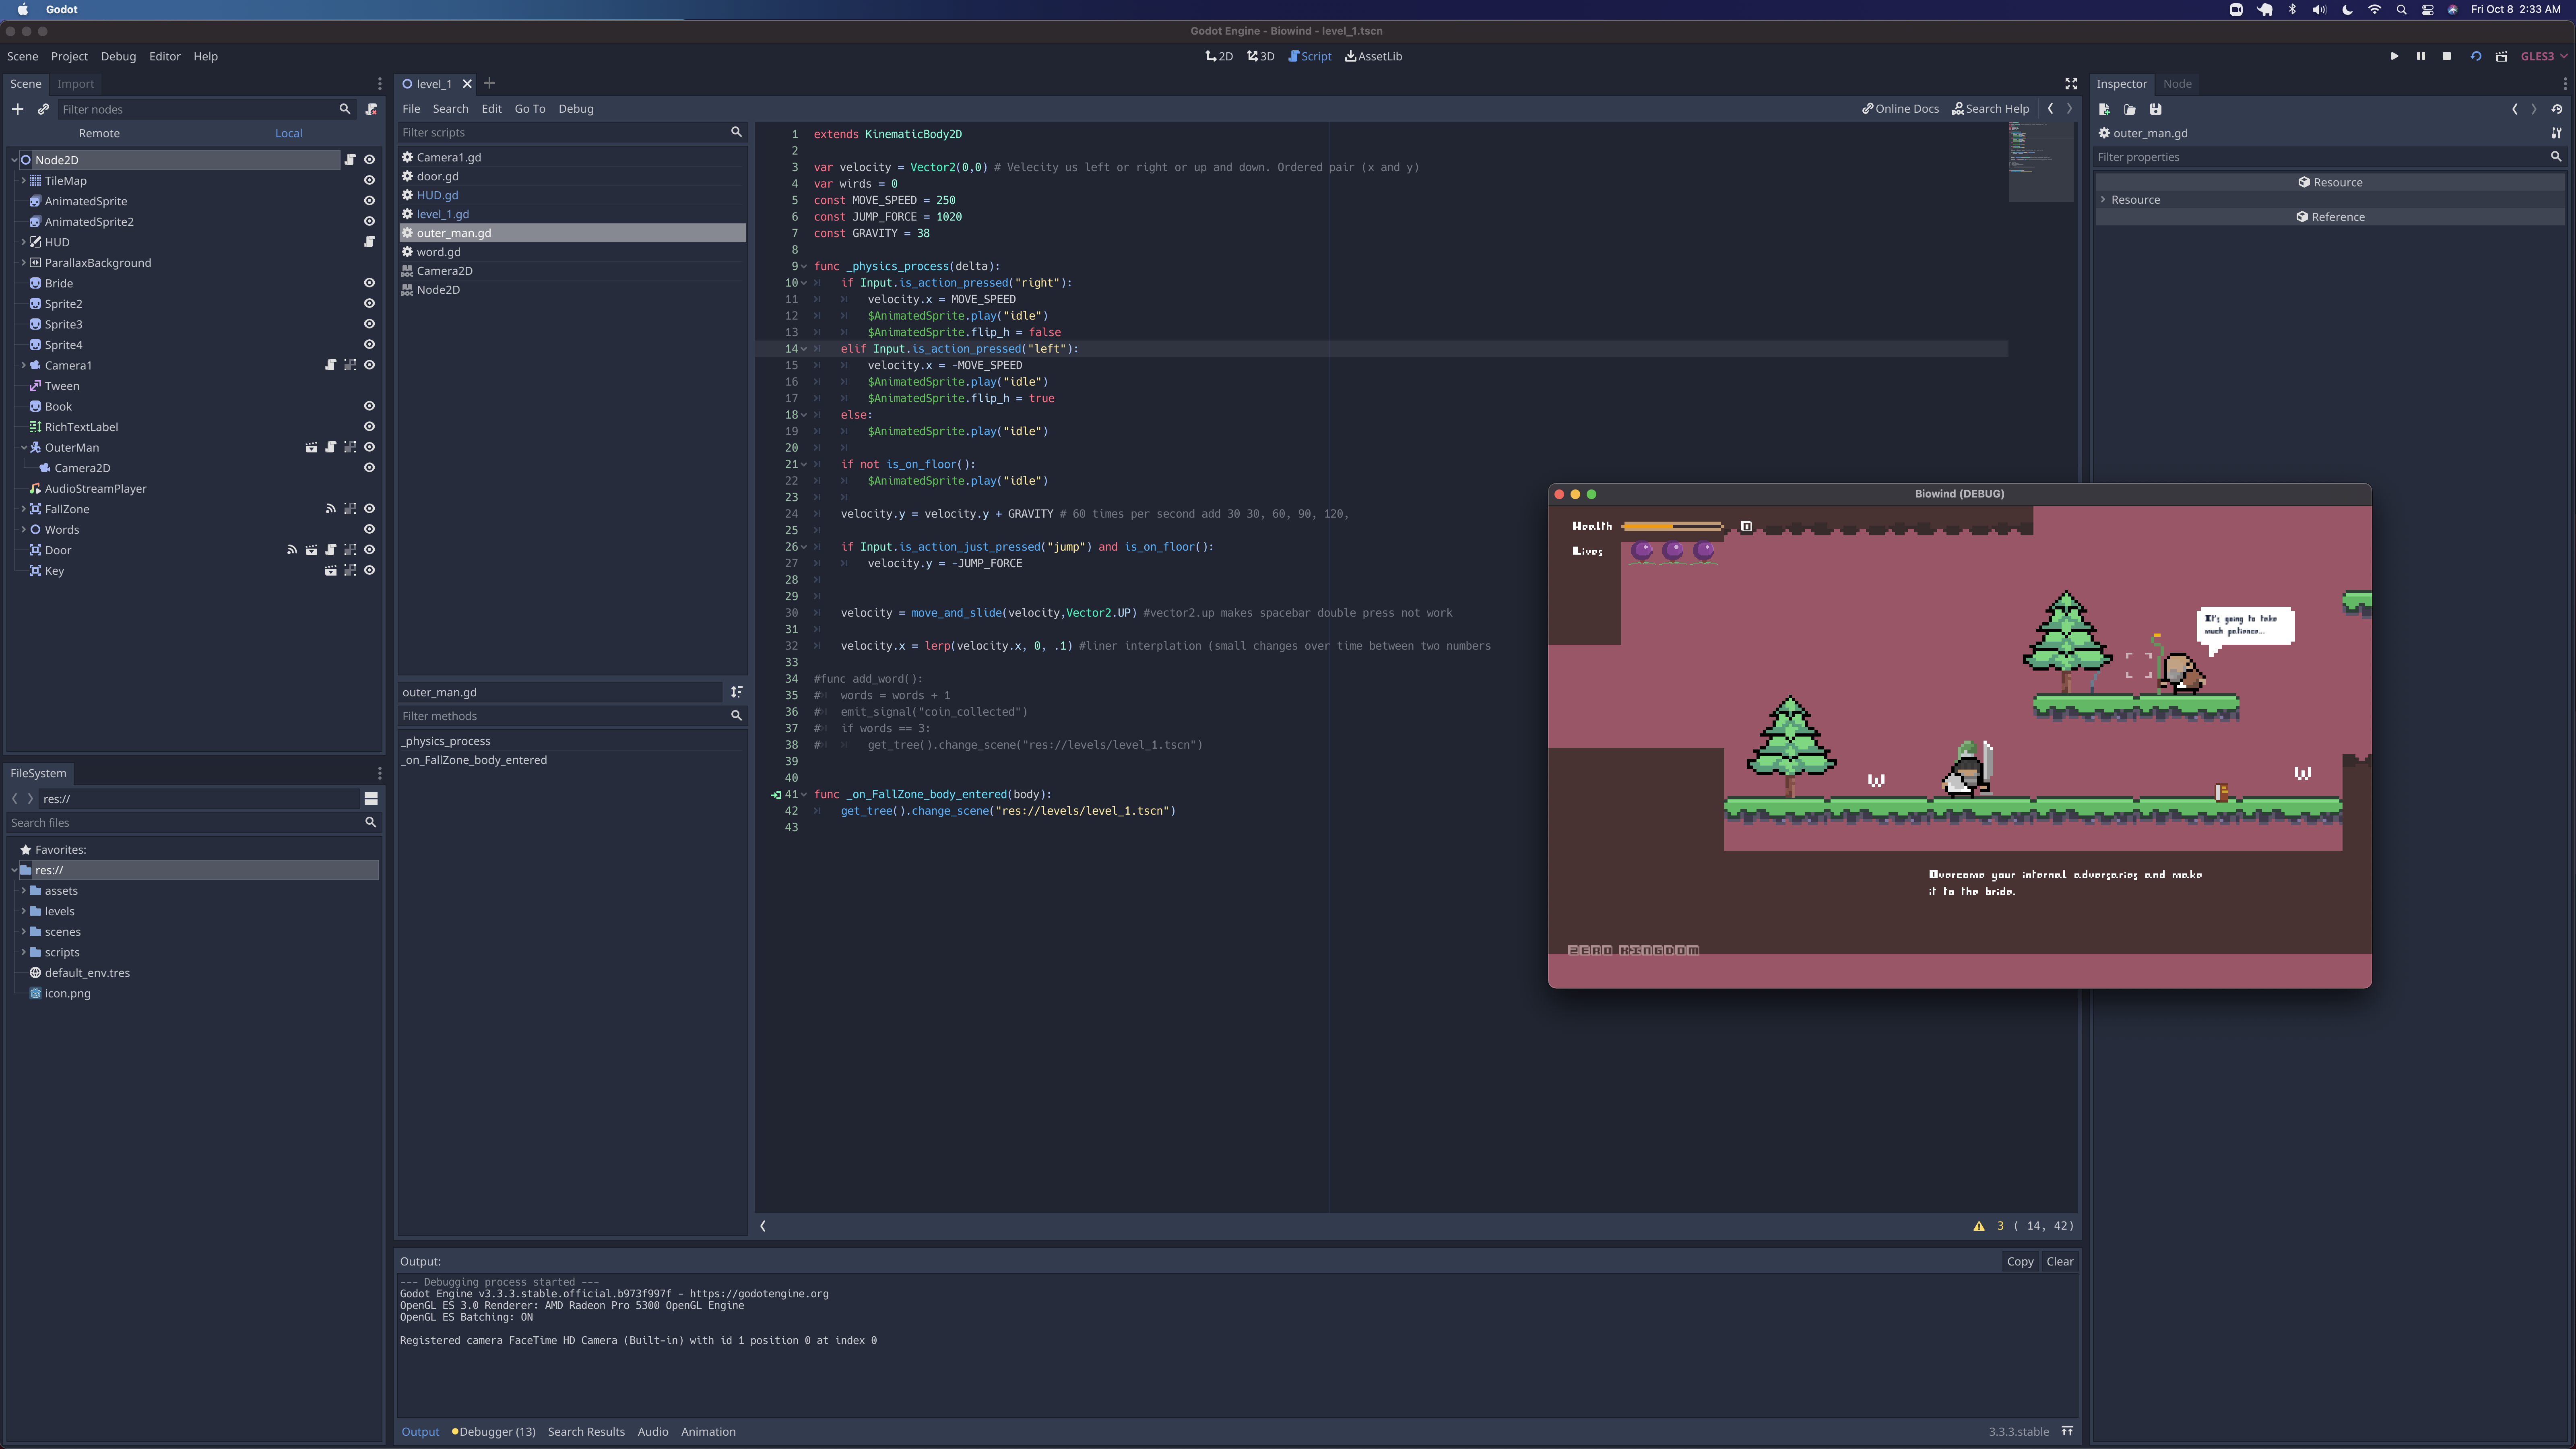 Godot
Fri Oct 8 2:33 AM
Godot Engine - Biowind - level_1.tscn
Scene Project Debug Editor Help
2D 3D Script AssetLib
GLES3
Scene Import
Filter nodes
Remote Local
Node2D
TileMap
AnimatedSprite
AnimatedSprite2
HUD
ParallaxBackground
Bride
Sprite2
Sprite3
Sprite4
Camera1
Tween
Book
RichTextLabel
OuterMan
Camera2D
AudioStreamPlayer
FallZone
Words
Door
Key
FileSystem
res://
Search files
Favorites:
res://
assets
levels
scenes
scripts
default_env.tres
icon.png
level_1
File Search Edit Go To Debug
Online Docs Search Help
Filter scripts
Camera1.gd
door.gd
HUD.gd
level_1.gd
outer_man.gd
word.gd
Camera2D
Node2D
outer_man.gd
Filter methods
_physics_process
_on_FallZone_body_entered
1 extends KinematicBody2D
2
3 var velocity = Vector2(0,0) # Velecity us left or right or up and down. Ordered pair (x and y)
4 var wirds = 0
5 const MOVE_SPEED = 250
6 const JUMP_FORCE = 1020
7 const GRAVITY = 38
8
9 func _physics_process(delta):
10 if Input.is_action_pressed("right"):
11 velocity.x = MOVE_SPEED
12 $AnimatedSprite.play("idle")
13 $AnimatedSprite.flip_h = false
14 elif Input.is_action_pressed("left"):
15 velocity.x = -MOVE_SPEED
16 $AnimatedSprite.play("idle")
17 $AnimatedSprite.flip_h = true
18 else:
19 $AnimatedSprite.play("idle")
20
21 if not is_on_floor():
22 $AnimatedSprite.play("idle")
23
24 velocity.y = velocity.y + GRAVITY # 60 times per second add 30 30, 60, 90, 120,
25
26 if Input.is_action_just_pressed("jump") and is_on_floor():
27 velocity.y = -JUMP_FORCE
28
29
30 velocity = move_and_slide(velocity,Vector2.UP) #vector2.up makes spacebar double press not work
31
32 velocity.x = lerp(velocity.x, 0, .1) #liner interplation (small changes over time between two numbers
33
34 #func add_word():
35 # words = words + 1
36 # emit_signal("coin_collected")
37 # if words == 3:
38 # get_tree().change_scene("res://levels/level_1.tscn")
39
40
41 func _on_FallZone_body_entered(body):
42 get_tree().change_scene("res://levels/level_1.tscn")
43
3 ( 14, 42)
Output:
Copy Clear
--- Debugging process started ---
Godot Engine v3.3.3.stable.official.b973f997f - https://godotengine.org
OpenGL ES 3.0 Renderer: AMD Radeon Pro 5300 OpenGL Engine
OpenGL ES Batching: ON
Registered camera FaceTime HD Camera (Built-in) with id 1 position 0 at index 0
Output Debugger (13) Search Results Audio Animation
3.3.3.stable
Inspector Node
outer_man.gd
Filter properties
Resource
Resource
Reference
Biowind (DEBUG)
Health
0
Lives
It's going to take
much patience...
W
W
Overcome your internal adversaries and make
it to the bride.
ZERO KINGDOM